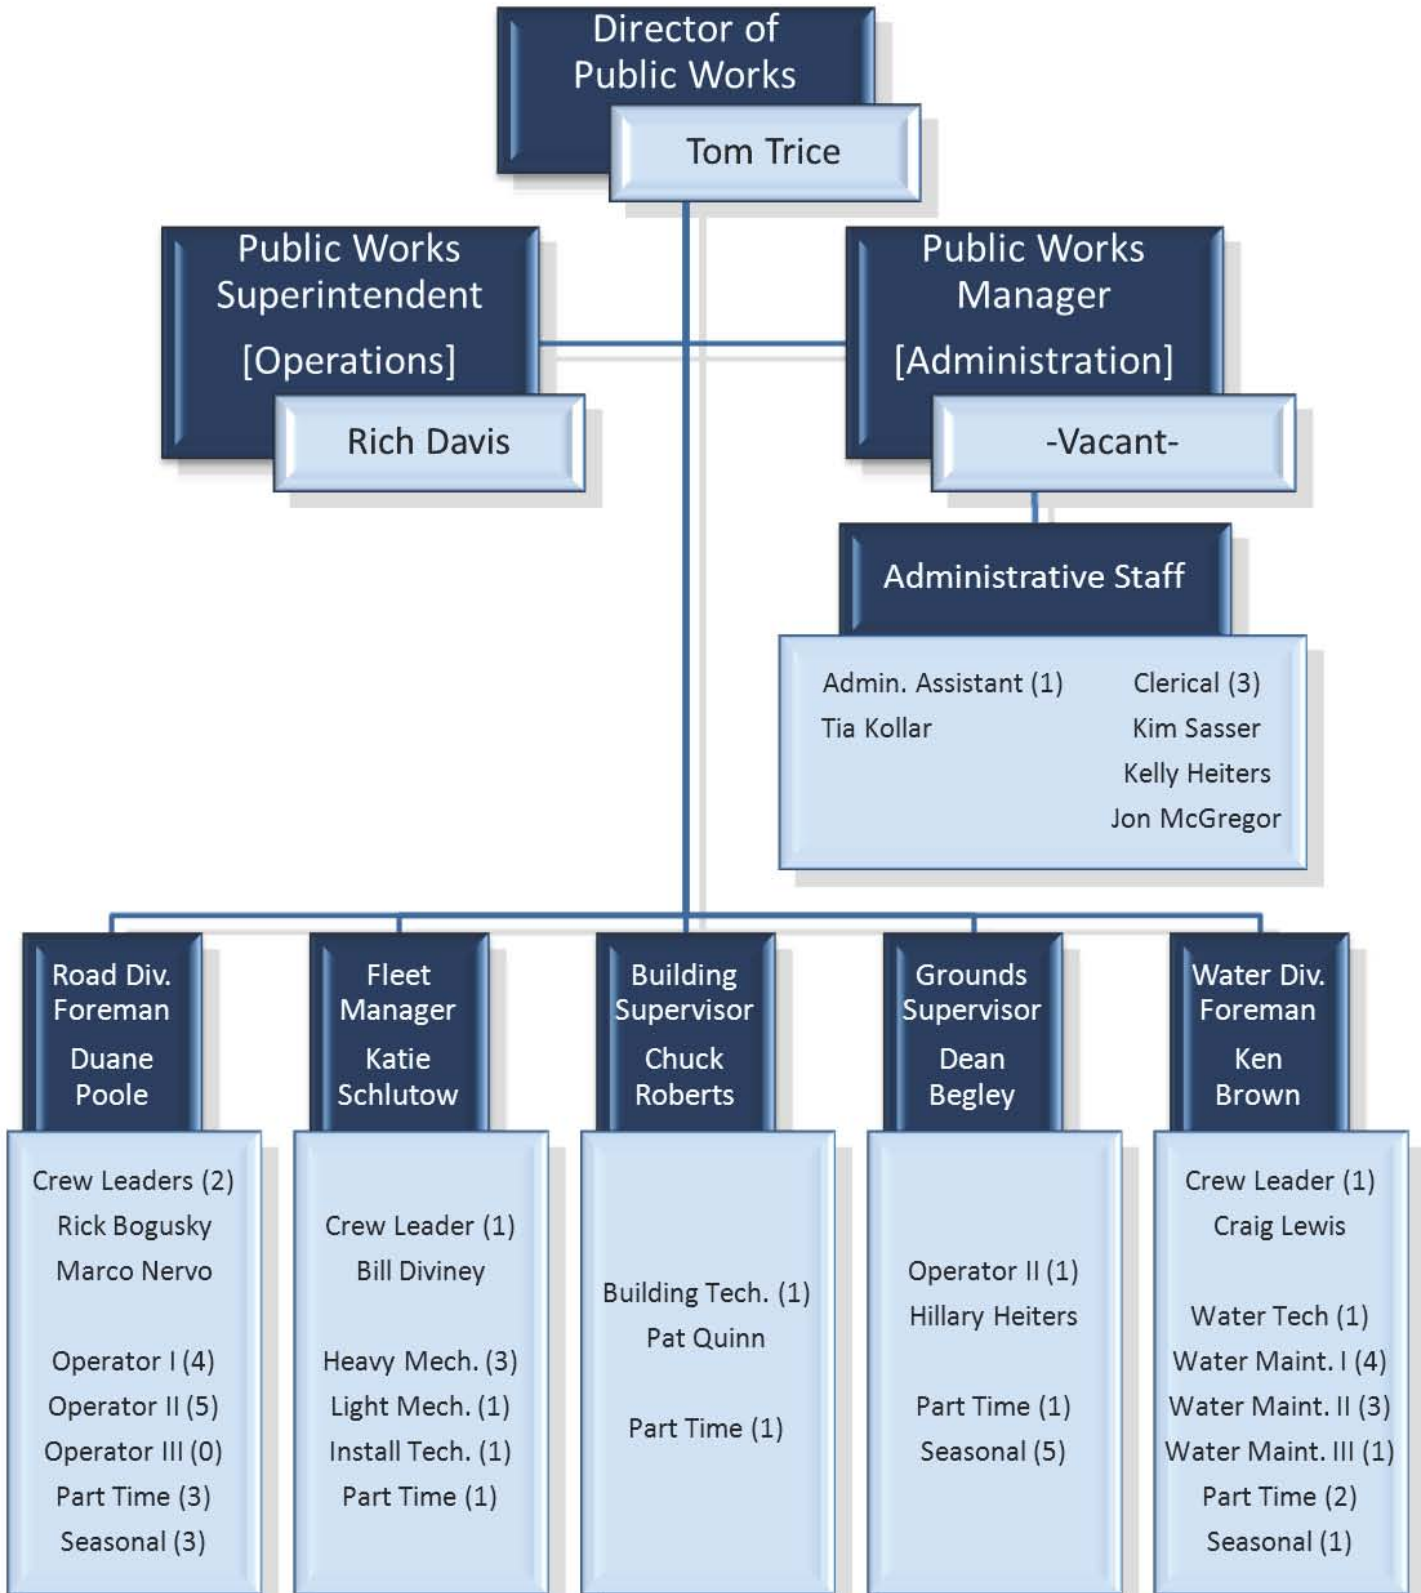 Director of
Public Works
Tom Trice
Public Works
Superintendent
[Operations]
Rich Davis
Public Works
Manager
[Administration]
-Vacant-
Administrative Staff
Admin. Assistant (1)
Tia Kollar
Clerical (3)
Kim Sasser
Kelly Heiters
Jon McGregor
Road Div.
Foreman
Duane
Poole
Crew Leaders (2)
Rick Bogusky
Marco Nervo
Operator I (4)
Operator II (5)
Operator III (0)
Part Time (3)
Seasonal (3)
Fleet
Manager
Katie
Schlutow
Crew Leader (1)
Bill Diviney
Heavy Mech. (3)
Light Mech. (1)
Install Tech. (1)
Part Time (1)
Building
Supervisor
Chuck
Roberts
Building Tech. (1)
Pat Quinn
Part Time (1)
Grounds
Supervisor
Dean
Begley
Operator II (1)
Hillary Heiters
Part Time (1)
Seasonal (5)
Water Div.
Foreman
Ken
Brown
Crew Leader (1)
Craig Lewis
Water Tech (1)
Water Maint. I (4)
Water Maint. II (3)
Water Maint. III (1)
Part Time (2)
Seasonal (1)